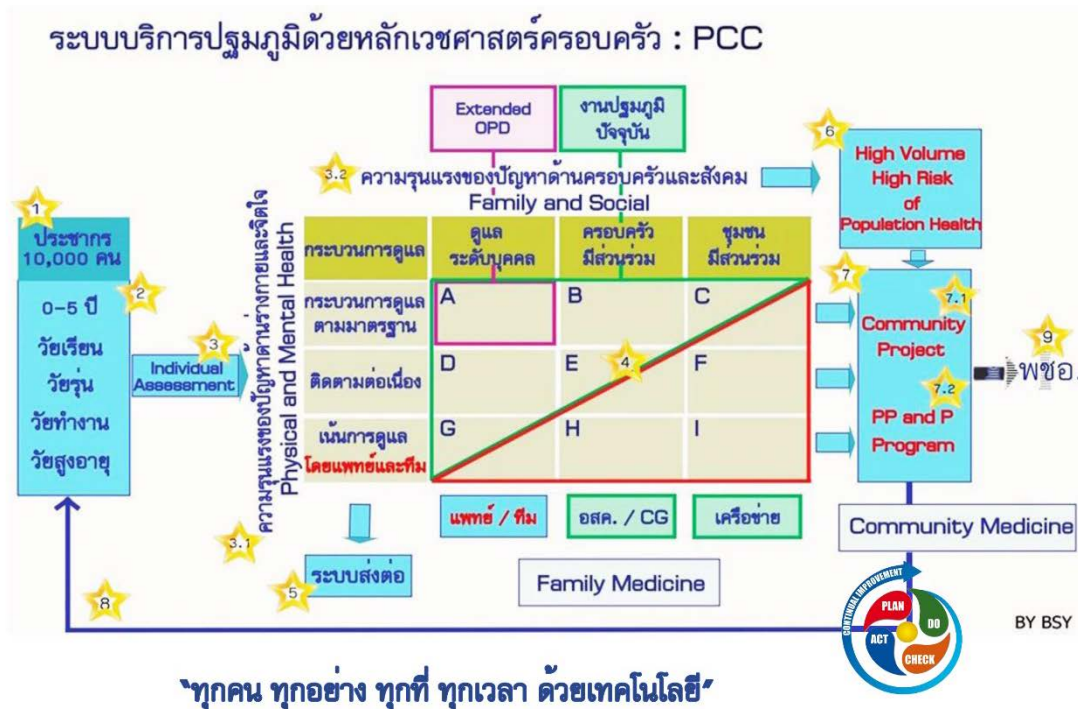 ระบบบริการปฐมภูมิด้วยหลักเวชศาสตร์ครอบครัว : PCC
Extended
OPD
งานปฐมภูมิ
ปัจจุบัน
6
High Volume
High Risk
of
Population Health
3.2
ความรุนแรงของปัญหาด้านครอบครัวและสังคม
Family and Social
1
ประชากร
10,000 คน
2
0-5 ปี
วัยเรียน
วัยรุ่น
วัยทำงาน
วัยสูงอายุ
3
Individual
Assessment
ความรุนแรงของปัญหาด้านร่างกายและจิตใจ
Physical and Mental Health
3.1
กระบวนการดูแล
ดูแล
ระดับบุคคล
ครอบครัว
มีส่วนร่วม
ชุมชน
มีส่วนร่วม
กระบวนการดูแล
ตามมาตรฐาน
A
B
C
ติดตามต่อเนื่อง
D
E
4
F
เน้นการดูแล
โดยแพทย์และทีม
G
H
I
7
7.1
Community
Project
7.2
PP and P
Program
9
พชอ.
แพทย์ / ทีม
อสค. / CG
เครือข่าย
Community Medicine
5
ระบบส่งต่อ
Family Medicine
8
CONTINUAL IMPROVEMENT
PLAN
DO
CHECK
ACT
BY BSY
"ทุกคน ทุกอย่าง ทุกที่ ทุกเวลา ด้วยเทคโนโลยี"